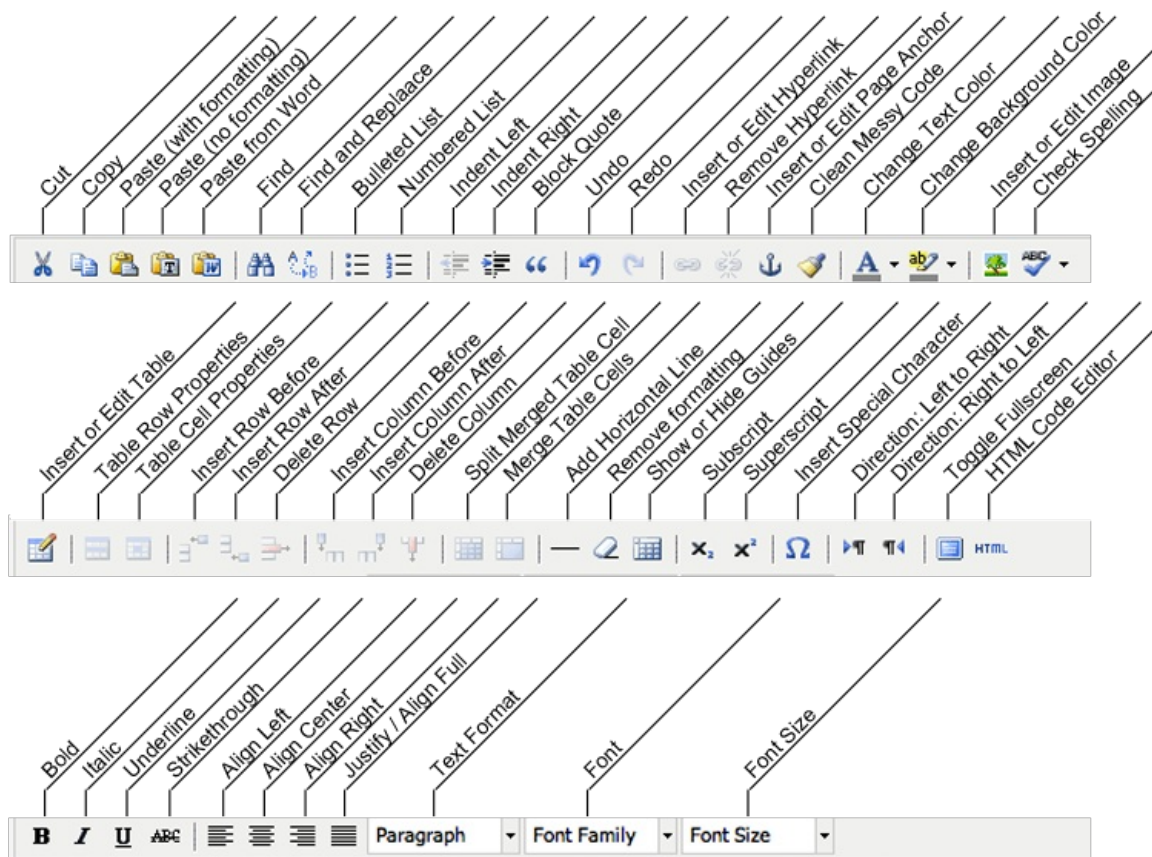 Cut
Copy
Paste (with formatting)
Paste (no formatting)
Paste from Word
Find
Find and Replaace
Bulleted List
Numbered List
Indent Left
Indent Right
Block Quote
Undo
Redo
Insert or Edit Hyperlink
Remove Hyperlink
Insert or Edit Page Anchor
Clean Messy Code
Change Text Color
Change Background Color
Insert or Edit Image
Check Spelling
T W A B 1 2 3 A ab ABC
Insert or Edit Table
Table Row Properties
Table Cell Properties
Insert Row Before
Insert Row After
Delete Row
Insert Column Before
Insert Column After
Delete Column
Split Merged Table Cell
Merge Table Cells
Add Horizontal Line
Remove formatting
Show or Hide Guides
Subscript
Superscript
Insert Special Character
Direction: Left to Right
Direction: Right to Left
Toggle Fullscreen
HTML Code Editor
x₂ x² Ω ¶ ¶ HTML
Bold
Italic
Underline
Strikethrough
Align Left
Align Center
Align Right
Justify / Align Full
Text Format
Font
Font Size
B I U ABC Paragraph Font Family Font Size